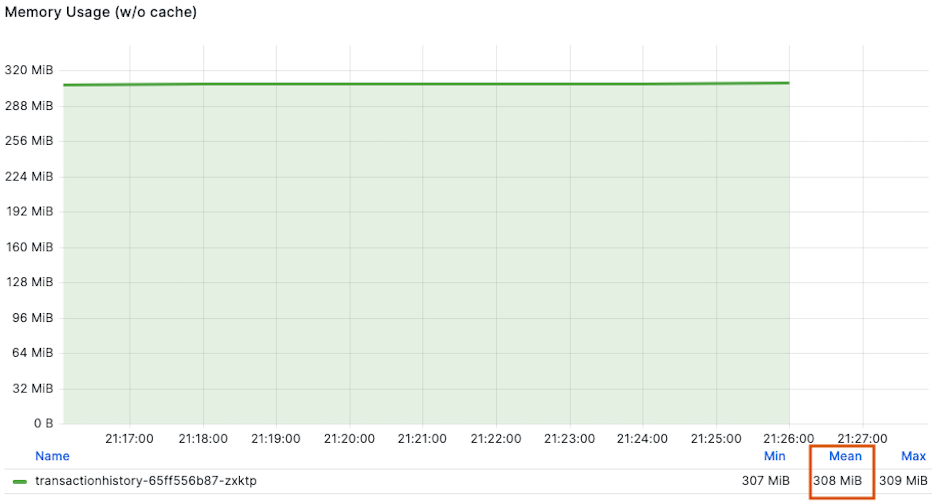 Memory Usage (w/o cache)
320 MiB
288 MiB
256 MiB
224 MiB
192 MiB
160 MiB
128 MiB
96 MiB
64 MiB
32 MiB
0 B
21:17:00 21:18:00 21:19:00 21:20:00 21:21:00 21:22:00 21:23:00 21:24:00 21:25:00 21:26:00 21:27:00
Name Min Mean Max
transactionhistory-65ff556b87-zxktp 307 MiB 308 MiB 309 MiB